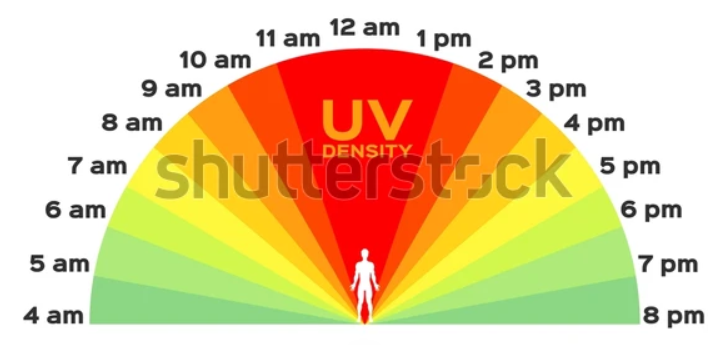 12 am
11 am
1 pm
10 am
2 pm
9 am
3 pm
8 am
4 pm
7 am
5 pm
6 am
6 pm
5 am
7 pm
4 am
8 pm
UV
DENSITY
shutterstock